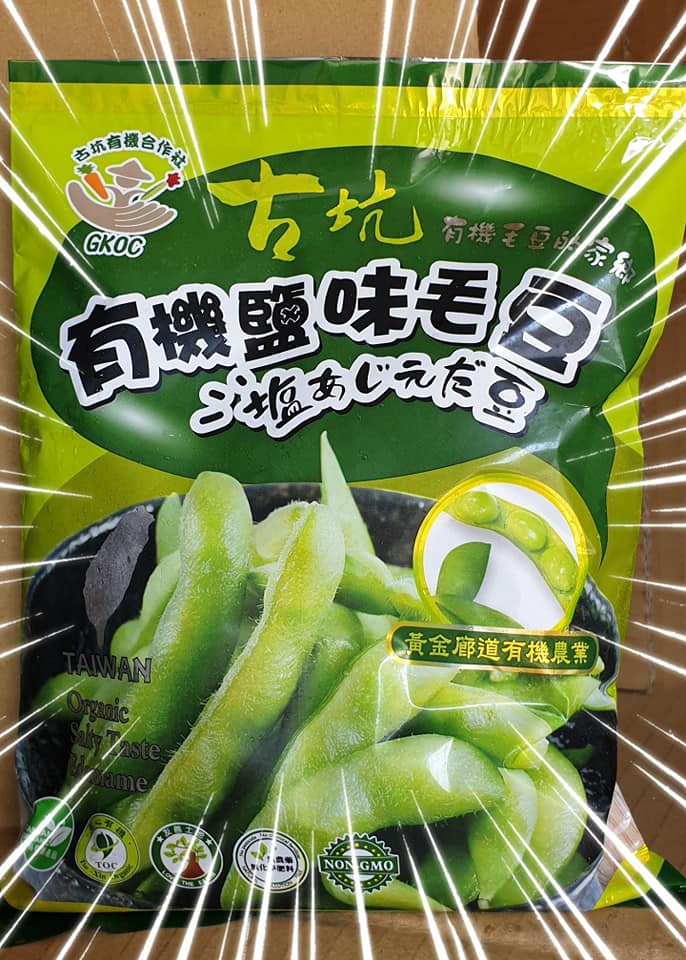 古坑有機合作社
GKOC
古坑
有機毛豆的家鄉
有機鹽味毛豆
塩あじえだ豆
黃金廊道有機農業
TAIWAN
Organic
Salty Taste
Edamame
TOC
NON GMO